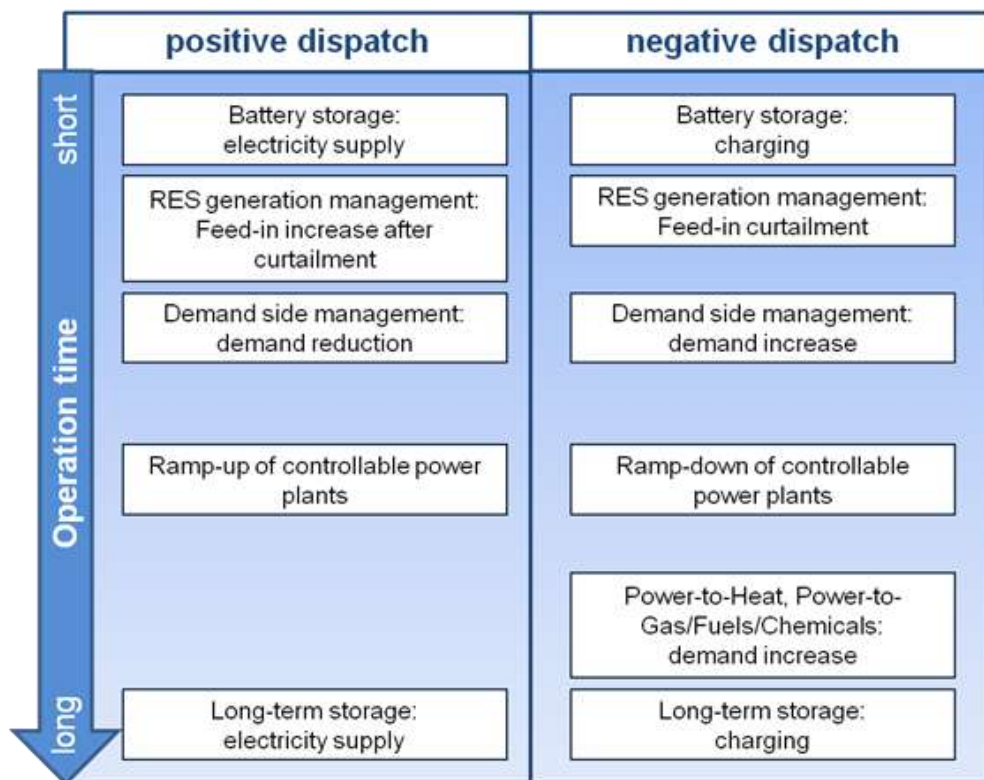 positive dispatch
negative dispatch
short
Operation time
long
Battery storage:
electricity supply
Battery storage:
charging
RES generation management:
Feed-in increase after
curtailment
RES generation management:
Feed-in curtailment
Demand side management:
demand reduction
Demand side management:
demand increase
Ramp-up of controllable power
plants
Ramp-down of controllable
power plants
Power-to-Heat, Power-to-
Gas/Fuels/Chemicals:
demand increase
Long-term storage:
electricity supply
Long-term storage:
charging